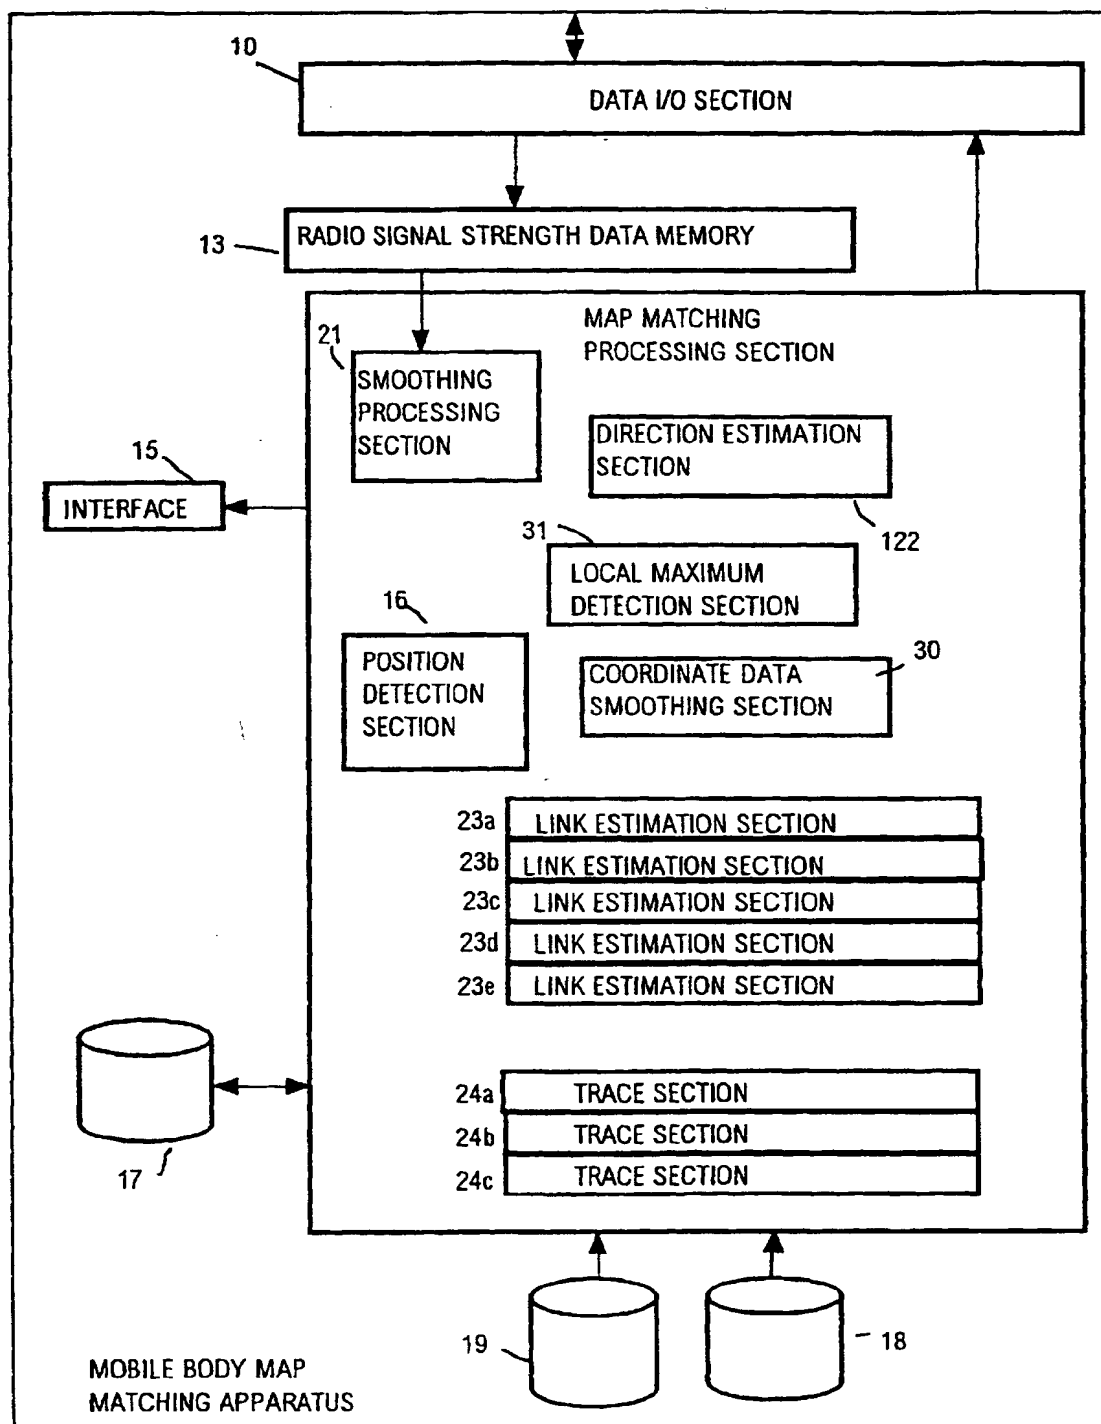 10
DATA I/O SECTION
13
RADIO SIGNAL STRENGTH DATA MEMORY
MAP MATCHING
PROCESSING SECTION
21
SMOOTHING
PROCESSING
SECTION
DIRECTION ESTIMATION
SECTION
122
15
INTERFACE
31
LOCAL MAXIMUM
DETECTION SECTION
16
POSITION
DETECTION
SECTION
30
COORDINATE DATA
SMOOTHING SECTION
23a LINK ESTIMATION SECTION
23b LINK ESTIMATION SECTION
23c LINK ESTIMATION SECTION
23d LINK ESTIMATION SECTION
23e LINK ESTIMATION SECTION
17
24a TRACE SECTION
24b TRACE SECTION
24c TRACE SECTION
19
18
MOBILE BODY MAP
MATCHING APPARATUS